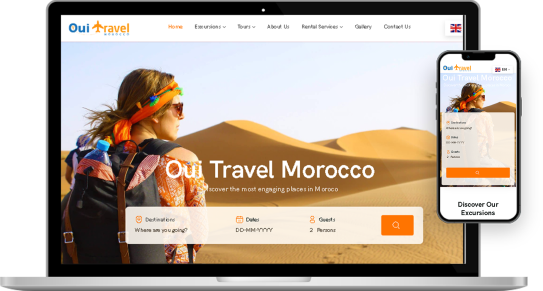 Oui Travel
MOROCCO
Home Excursions Tours About Us Rental Services Gallery Contact Us
Oui Travel Morocco
Discover the most engaging places in Moroco
Destinations Dates Guests
Where are you going? DD-MM-YYYY 2 Persons
Oui Travel
EN
Oui Travel Morocco
Destinations
Where are you going?
Dates
DD-MM-YYYY
Guests
2 Persons
Discover Our
Excursions